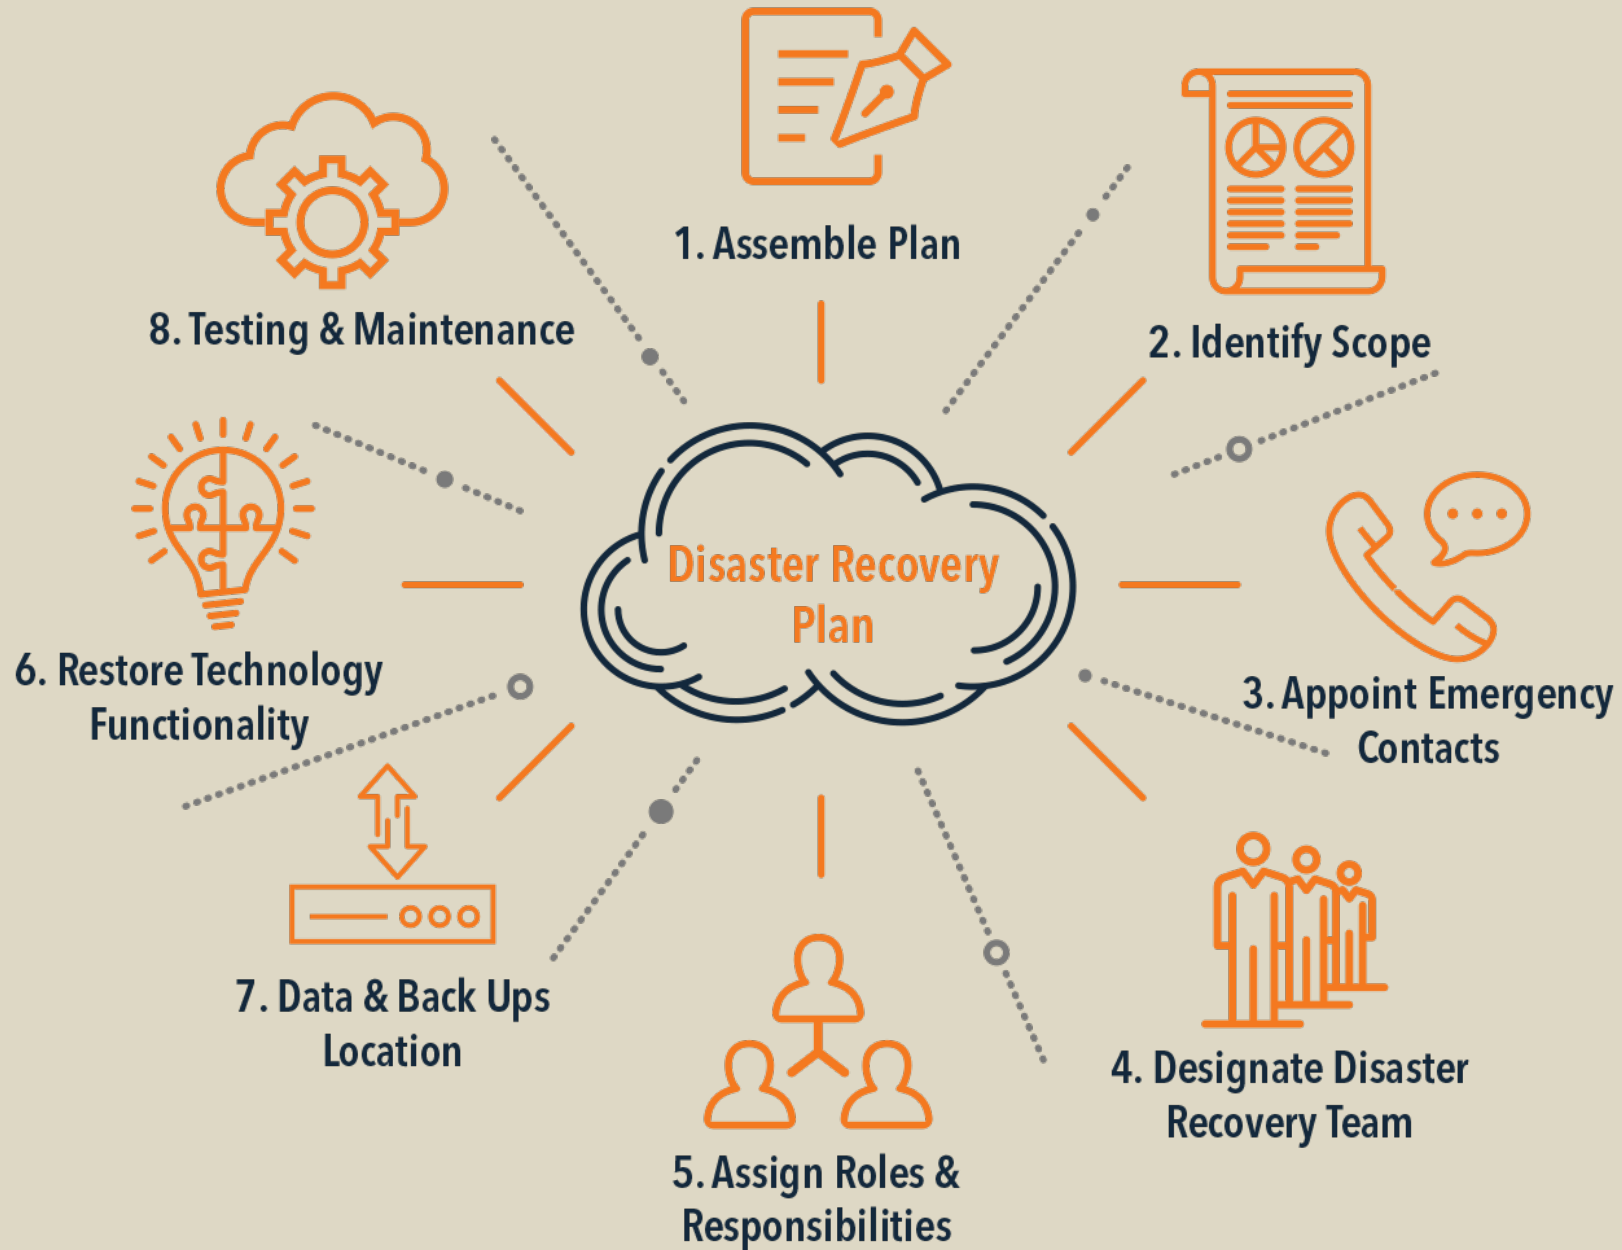 1. Assemble Plan
2. Identify Scope
3. Appoint Emergency
Contacts
4. Designate Disaster
Recovery Team
5. Assign Roles &
Responsibilities
6. Restore Technology
Functionality
7. Data & Back Ups
Location
8. Testing & Maintenance
Disaster Recovery
Plan